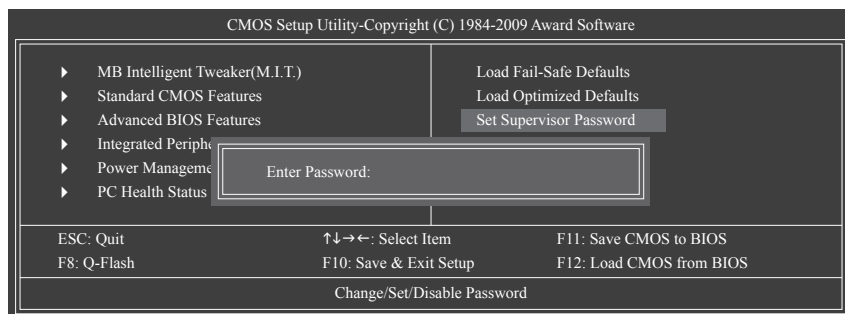 CMOS Setup Utility-Copyright (C) 1984-2009 Award Software
MB Intelligent Tweaker(M.I.T.)
Standard CMOS Features
Advanced BIOS Features
Integrated Periphe
Power Manageme
PC Health Status
Load Fail-Safe Defaults
Load Optimized Defaults
Set Supervisor Password
Enter Password:
ESC: Quit ↑↓→←: Select Item F11: Save CMOS to BIOS
F8: Q-Flash F10: Save & Exit Setup F12: Load CMOS from BIOS
Change/Set/Disable Password